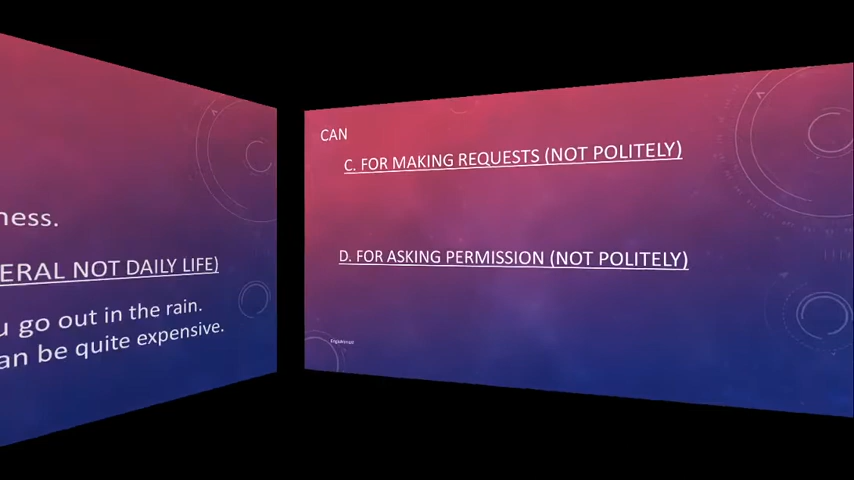 ness.
ERAL NOT DAILY LIFE)
u go out in the rain.
an be quite expensive.
CAN
C. FOR MAKING REQUESTS (NOT POLITELY)
D. FOR ASKING PERMISSION (NOT POLITELY)